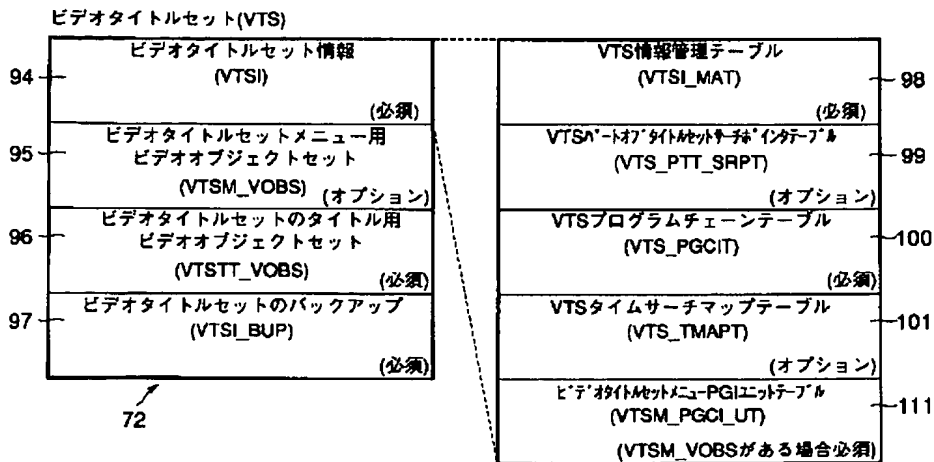 ビデオタイトルセット(VTS)
94
ビデオタイトルセット情報
(VTSI)
(必須)
95
ビデオタイトルセットメニュー用
ビデオオブジェクトセット
(VTSM_VOBS)
(オプション)
96
ビデオタイトルセットのタイトル用
ビデオオブジェクトセット
(VTSTT_VOBS)
(必須)
97
ビデオタイトルセットのバックアップ
(VTSI_BUP)
(必須)
72
VTS情報管理テーブル
(VTSI_MAT)
(必須)
98
VTSパートオブタイトルセットサーチポインタテーブル
(VTS_PTT_SRPT)
(オプション)
99
VTSプログラムチェーンテーブル
(VTS_PGCIT)
(必須)
100
VTSタイムサーチマップテーブル
(VTS_TMAPT)
(オプション)
101
ビデオタイトルセットメニューPGIユニットテーブル
(VTSM_PGCI_UT)
(VTSM_VOBSがある場合必須)
111